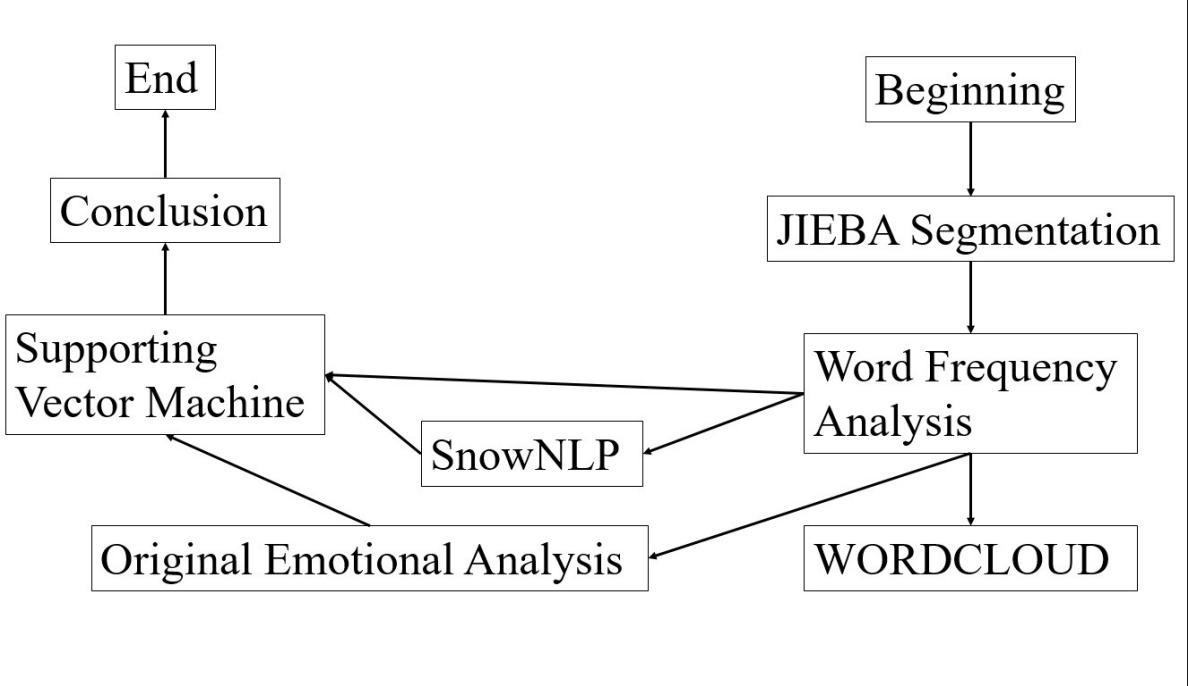 End
Beginning
Conclusion
JIEBA Segmentation
Supporting
Vector Machine
Word Frequency
Analysis
SnowNLP
Original Emotional Analysis
WORDCLOUD